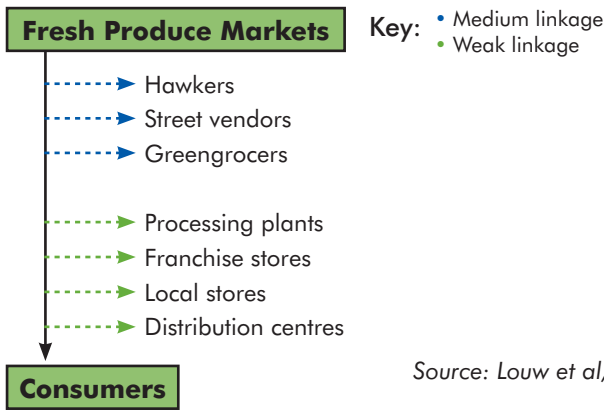 Fresh Produce Markets
Key: • Medium linkage
• Weak linkage
Hawkers
Street vendors
Greengrocers
Processing plants
Franchise stores
Local stores
Distribution centres
Consumers
Source: Louw et al,